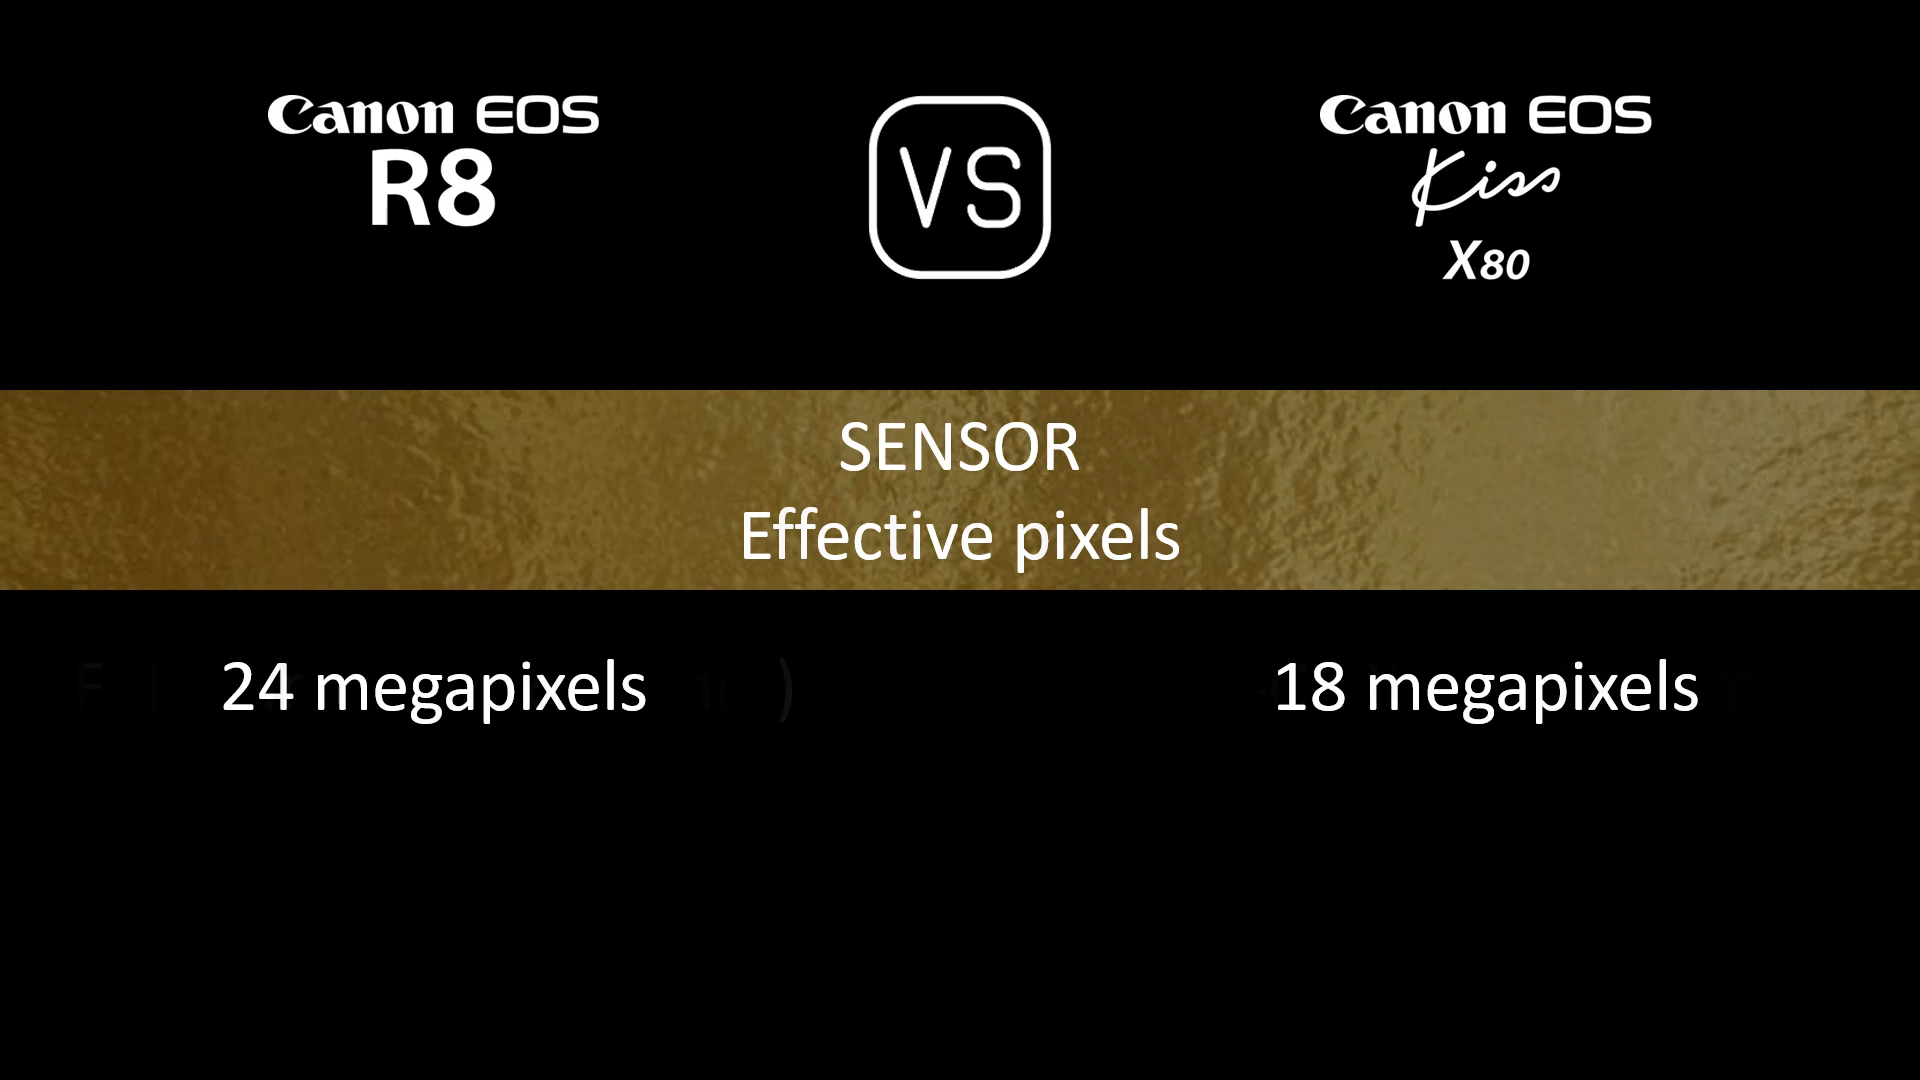 Canon EOS
R8
VS
Canon EOS
Kiss
X80
SENSOR
Effective pixels
24 megapixels
18 megapixels